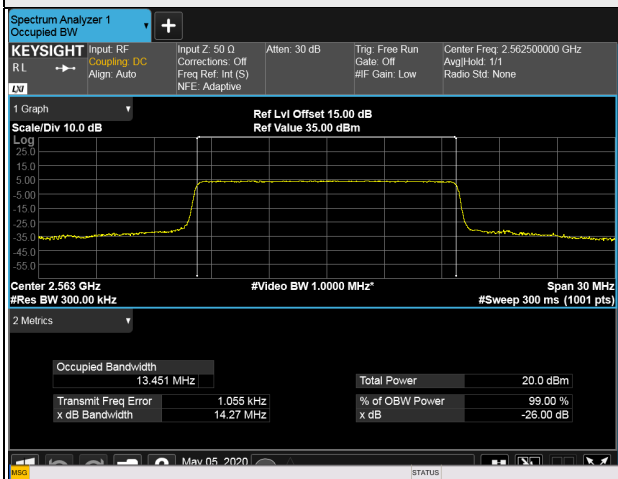 Spectrum Analyzer 1
Occupied BW
+
KEYSIGHT
RL
LXI
Input: RF
Coupling: DC
Align: Auto
Input Z: 50 Ω
Corrections: Off
Freq Ref: Int (S)
NFE: Adaptive
Atten: 30 dB
Trig: Free Run
Gate: Off
#IF Gain: Low
Center Freq: 2.562500000 GHz
Avg|Hold: 1/1
Radio Std: None
1 Graph
Scale/Div 10.0 dB
Ref Lvl Offset 15.00 dB
Ref Value 35.00 dBm
Log
25.0
15.0
5.00
-5.00
-15.0
-25.0
-35.0
-45.0
-55.0
Center 2.563 GHz
#Video BW 1.0000 MHz*
Span 30 MHz
#Res BW 300.00 kHz
#Sweep 300 ms (1001 pts)
2 Metrics
Occupied Bandwidth
13.451 MHz
Total Power 20.0 dBm
Transmit Freq Error 1.055 kHz
% of OBW Power 99.00 %
x dB Bandwidth 14.27 MHz
x dB -26.00 dB
May 05, 2020
MSG
STATUS